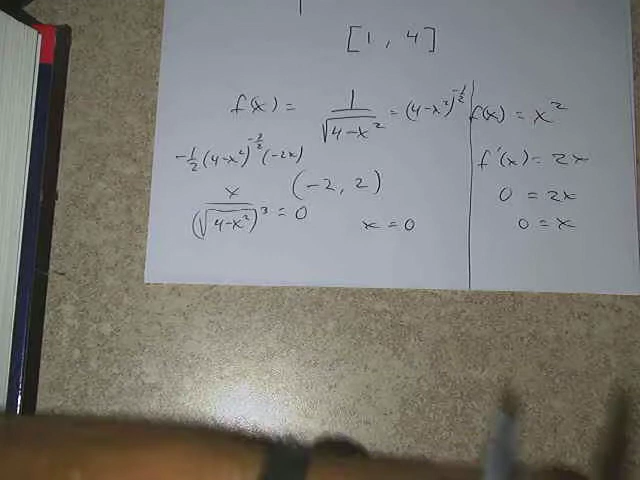 [1, 4]
f(x) = 1/√(4-x²) = (4-x²)^(-1/2)
-1/2 (4-x²)^(-3/2) (-2x)
x/(√(4-x²))³ = 0
(-2, 2)
x = 0
f(x) = x²
f'(x) = 2x
0 = 2x
0 = x